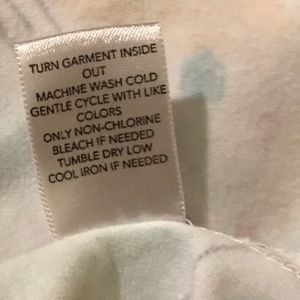 TURN GARMENT INSIDE
OUT
MACHINE WASH COLD
GENTLE CYCLE WITH LIKE
COLORS
ONLY NON-CHLORINE
BLEACH IF NEEDED
TUMBLE DRY LOW
COOL IRON IF NEEDED